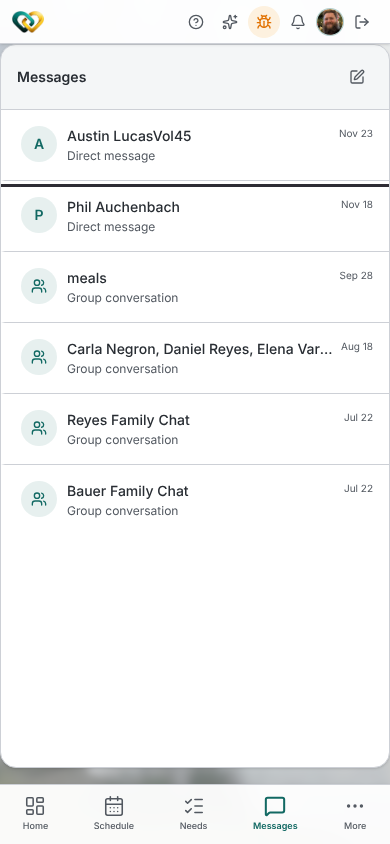 Messages
A
Austin LucasVol45
Nov 23
Direct message
P
Phil Auchenbach
Nov 18
Direct message
meals
Sep 28
Group conversation
Carla Negron, Daniel Reyes, Elena Var...
Aug 18
Group conversation
Reyes Family Chat
Jul 22
Group conversation
Bauer Family Chat
Jul 22
Group conversation
Home
Schedule
Needs
Messages
More